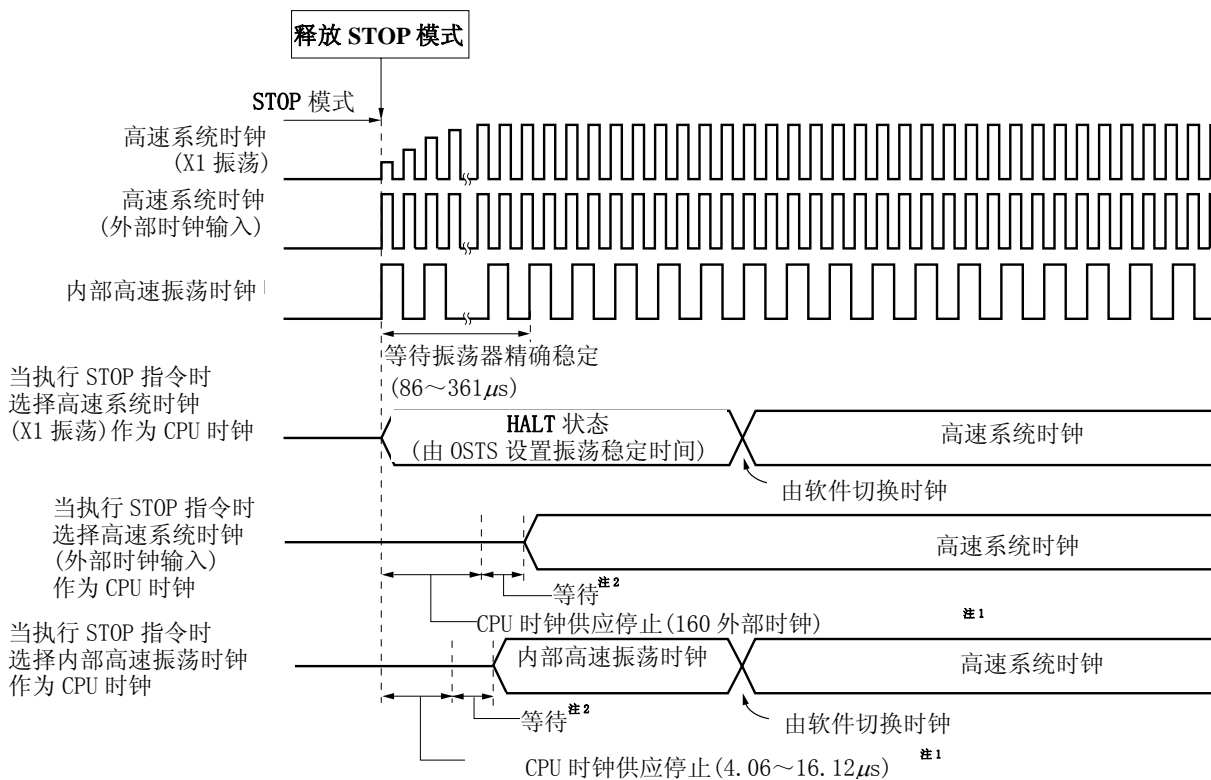 释放 STOP 模式
STOP 模式
高速系统时钟
(X1 振荡)
高速系统时钟
(外部时钟输入)
内部高速振荡时钟
等待振荡器精确稳定
(86～361μs)
当执行 STOP 指令时
选择高速系统时钟
(X1 振荡)作为 CPU 时钟
HALT 状态
(由 OSTS 设置振荡稳定时间)
高速系统时钟
由软件切换时钟
当执行 STOP 指令时
选择高速系统时钟
(外部时钟输入)
作为 CPU 时钟
高速系统时钟
等待注2
CPU 时钟供应停止(160 外部时钟) 注1
当执行 STOP 指令时
选择内部高速振荡时钟
作为 CPU 时钟
内部高速振荡时钟
高速系统时钟
等待注2
由软件切换时钟
CPU 时钟供应停止(4.06～16.12μs) 注1